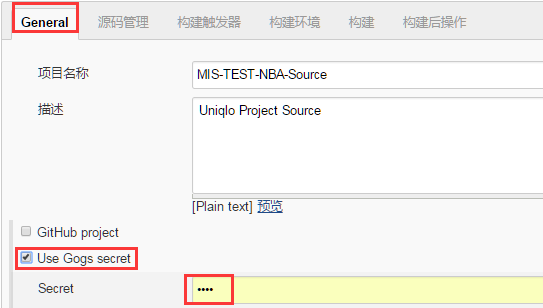 General 源码管理 构建触发器 构建环境 构建 构建后操作
项目名称 MIS-TEST-NBA-Source
描述 Uniqlo Project Source
[Plain text] 预览
GitHub project
Use Gogs secret
Secret ••••